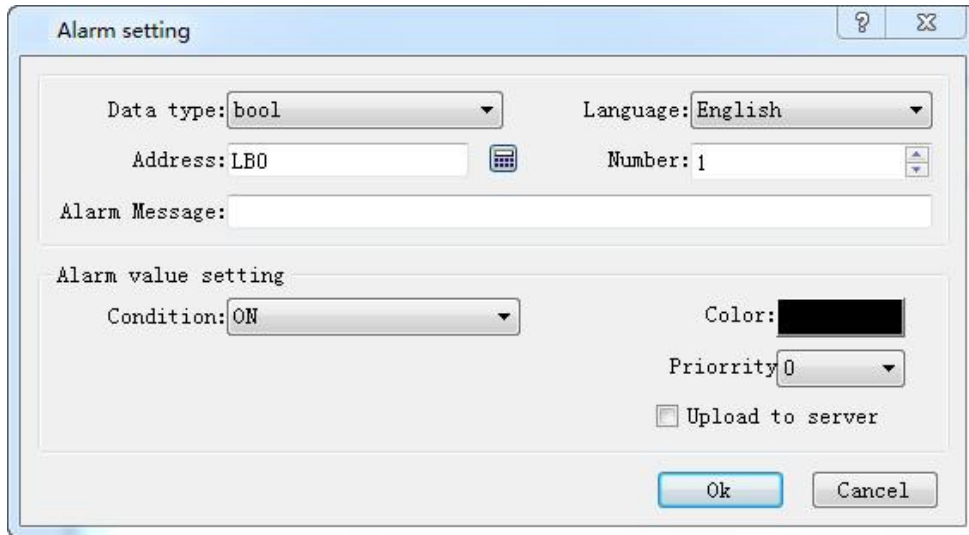 Alarm setting
Data type: bool Language: English
Address: LB0 Number: 1
Alarm Message:
Alarm value setting
Condition: ON Color:
Priorrity 0
Upload to server
Ok Cancel